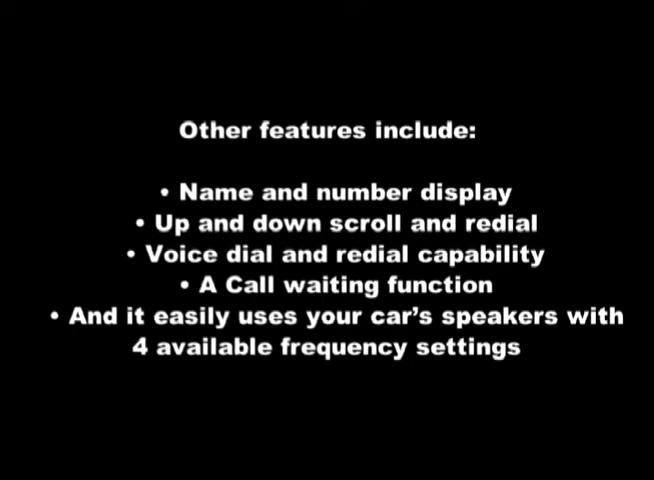 Other features include:
• Name and number display
• Up and down scroll and redial
• Voice dial and redial capability
• A Call waiting function
• And it easily uses your car's speakers with
4 available frequency settings